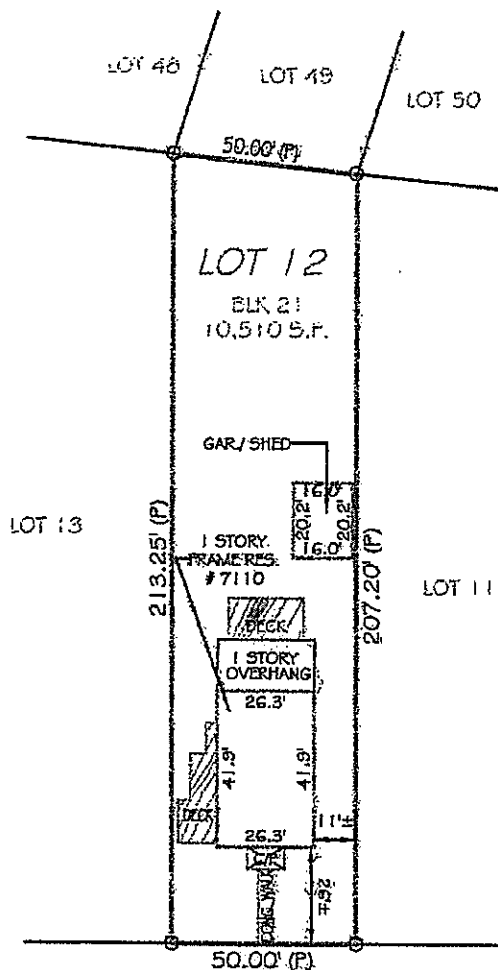 LOT 48
LOT 49
LOT 50
50.00' (P)
LOT 12
BLK 21
10,510 S.F.
GAR./ SHED
16.0'
20.2'
20.2'
16.0'
LOT 13
1 STORY
FRAME RES.
# 7110
213.25' (P)
207.20' (P)
LOT 11
DECK
1 STORY
OVERHANG
26.3'
41.9'
41.9'
DECK
26.3'
11'±
26'±
CONC. WALK
50.00' (P)